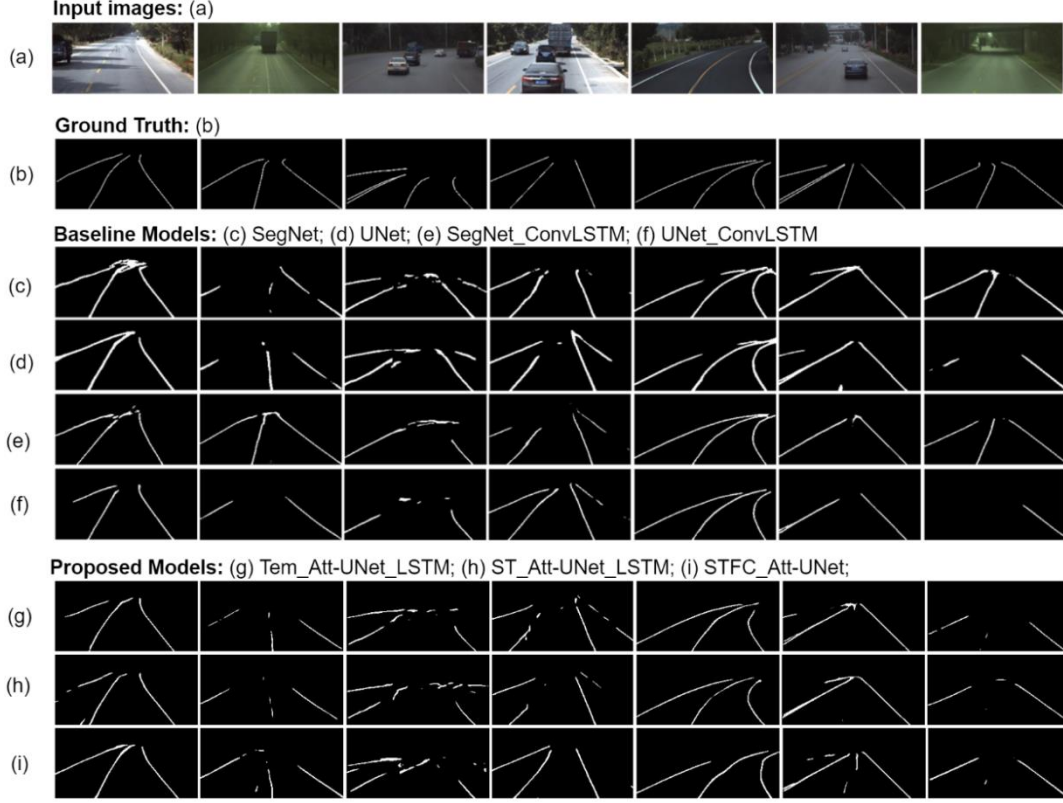 Input images: (a)
(a)
Ground Truth: (b)
(b)
Baseline Models: (c) SegNet; (d) UNet; (e) SegNet_ConvLSTM; (f) UNet_ConvLSTM
(c)
(d)
(e)
(f)
Proposed Models: (g) Tem_Att-UNet_LSTM; (h) ST_Att-UNet_LSTM; (i) STFC_Att-UNet;
(g)
(h)
(i)